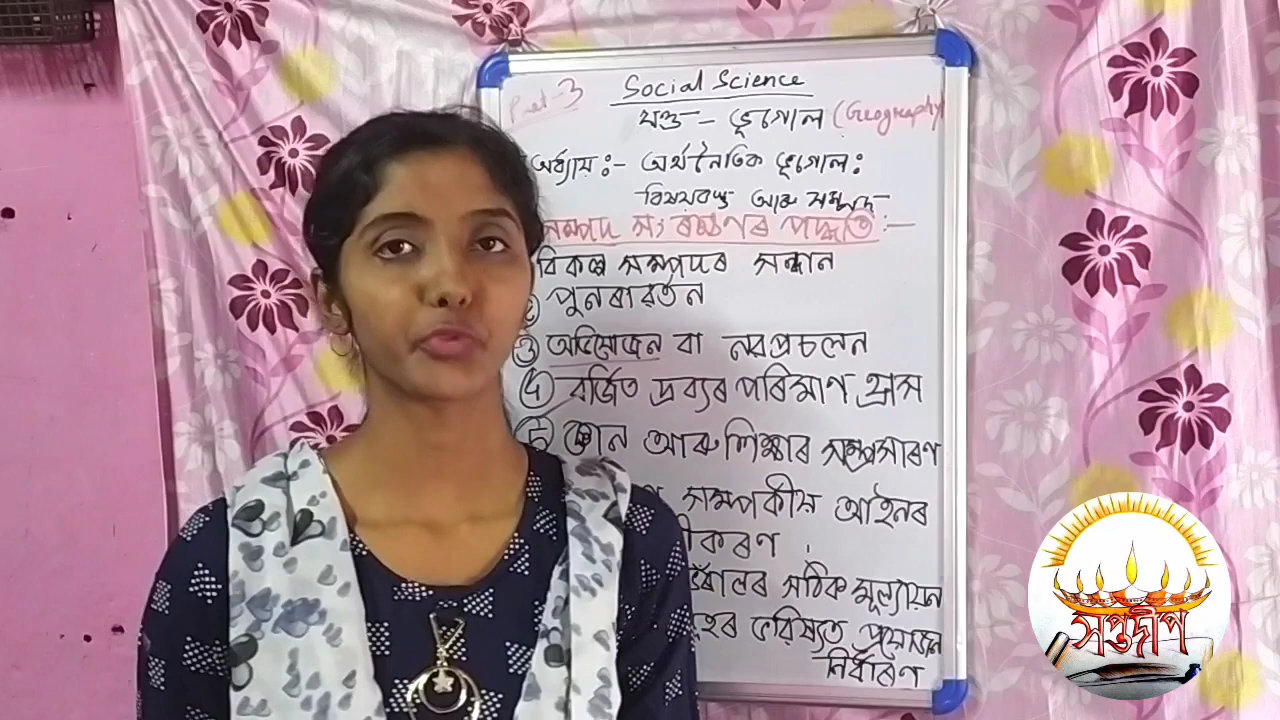 Part-3
Social Science
খণ্ড - ভূগোল (Geography)
অধ্যায় ঃ- অৰ্থনৈতিক ভূগোল ঃ
বিষয়বস্তু আৰু সম্পদ
সম্পদ সংৰক্ষণৰ পদ্ধতি :-
বিকল্প সম্পদৰ সন্ধান
পুনৰাৱৰ্তন
③ অভিযোজন বা নৱপ্ৰচলন
④ বৰ্জিত দ্ৰব্যৰ পৰিমাণ হ্ৰাস
⑤ জ্ঞান আৰু শিক্ষাৰ সম্প্ৰসাৰণ
সম্পৰ্কীয় আইনৰ
কৰণ
সঠিক মূল্যায়ন
ভৱিষ্যত প্ৰয়োজন
নিৰ্ধাৰণ
সপ্তদ্বীপ